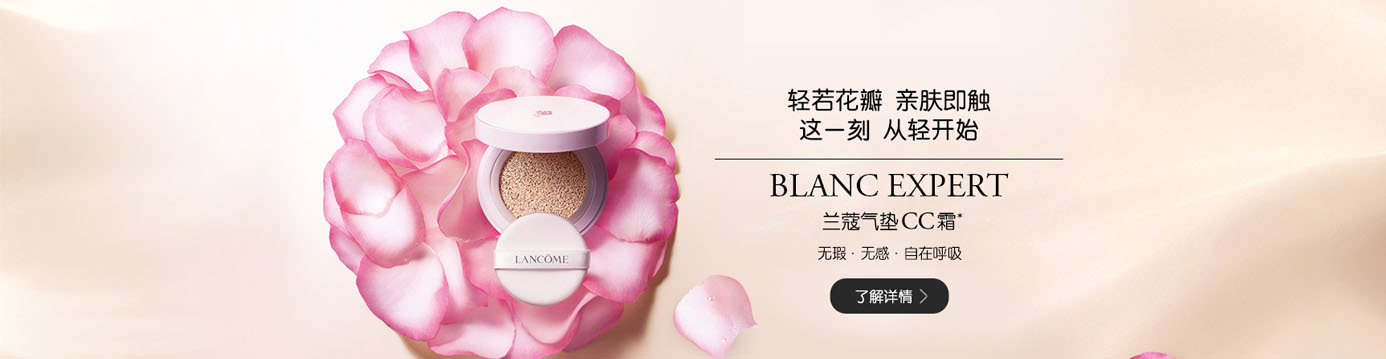 轻若花瓣 亲肤即触
这一刻 从轻开始
BLANC EXPERT
兰蔻气垫CC霜*
无瑕·无感·自在呼吸
了解详情 >
LANCÔME